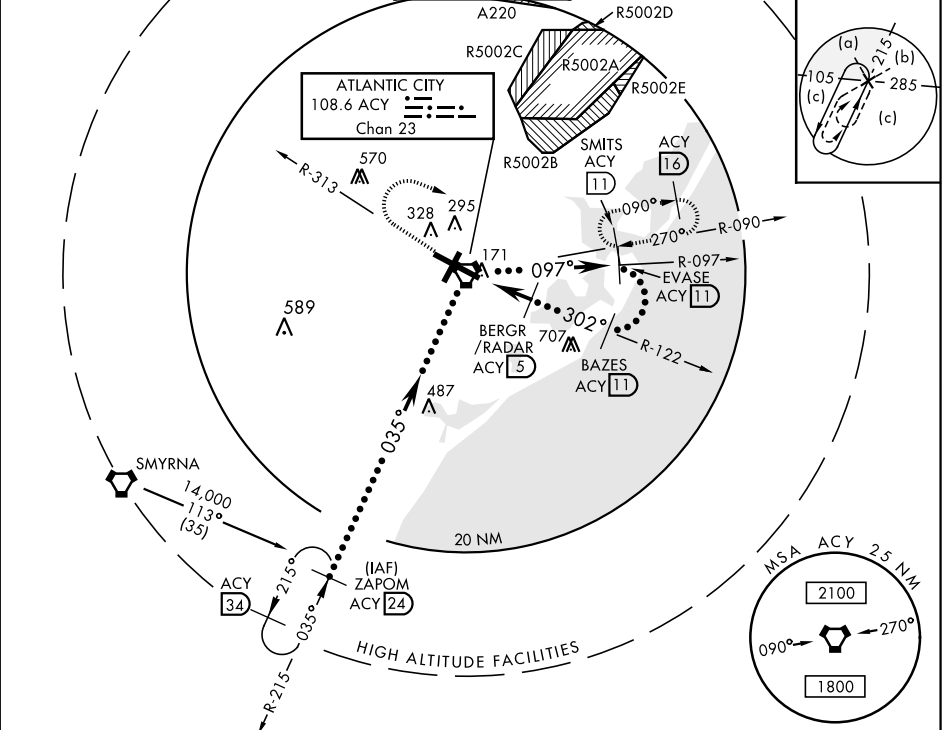 A220
R5002D
R5002C
R5002A
R5002E
R5002B
(a)
215
(b)
105
285
(c)
(c)
ATLANTIC CITY
108.6 ACY
Chan 23
SMITS
ACY
11
ACY
16
R-313
570
328
295
090°
270°
R-090
171
097°
R-097
EVASE
ACY 11
589
302°
BERGR
/RADAR
ACY 5
707
R-122
BAZES
ACY 11
487
035°
SMYRNA
14,000
113°
(35)
20 NM
(IAF)
ZAPOM
ACY 24
ACY
34
215°
035°
R-215
HIGH ALTITUDE FACILITIES
MSA ACY 25 NM
2100
090°
270°
1800